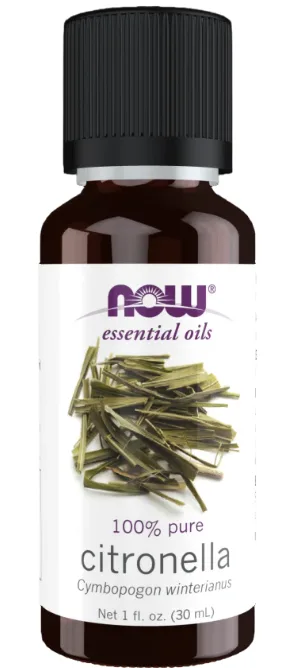 NOW®
essential oils
100% pure
citronella
Cymbopogon winterianus
Net 1 fl. oz. (30 mL)